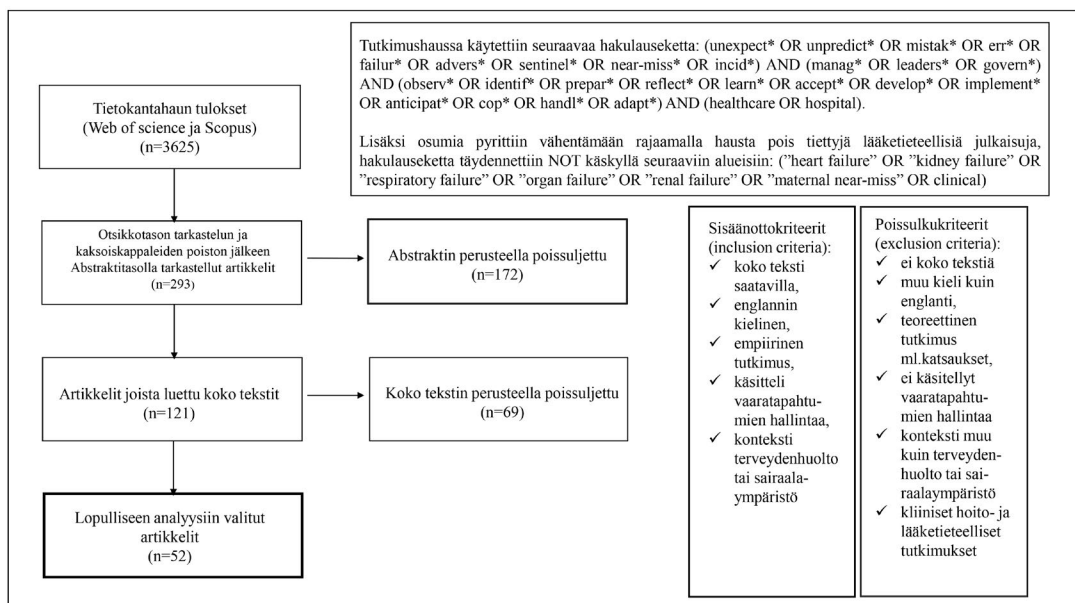 Tutkimushaussa käytettiin seuraavaa hakulauseketta: (unexpect* OR unpredict* OR mistak* OR err* OR
failur* OR advers* OR sentinel* OR near-miss* OR incid*) AND (manag* OR leaders* OR govern*)
AND (observ* OR identif* OR prepar* OR reflect* OR learn* OR accept* OR develop* OR implement*
OR anticipat* OR cop* OR handl* OR adapt*) AND (healthcare OR hospital).
Lisäksi osumia pyrittiin vähentämään rajaamalla hausta pois tiettyjä lääketieteellisiä julkaisuja,
hakulauseketta täydennettiin NOT käskyllä seuraaviin alueisiin: (”heart failure” OR ”kidney failure” OR
”respiratory failure” OR ”organ failure” OR ”renal failure” OR ”maternal near-miss” OR clinical)
Tietokantahaun tulokset
(Web of science ja Scopus)
(n=3625)
Otsikkotason tarkastelun ja
kaksoiskappaleiden poiston jälkeen
Abstraktitasolla tarkastellut artikkelit
(n=293)
Abstraktin perusteella poissuljettu
(n=172)
Artikkelit joista luettu koko tekstit
(n=121)
Koko tekstin perusteella poissuljettu
(n=69)
Lopulliseen analyysiin valitut
artikkelit
(n=52)
Sisäänottokriteerit
(inclusion criteria):
✓ koko teksti
saatavilla,
✓ englannin
kielinen,
✓ empiirinen
tutkimus,
✓ käsitteli
vaaratapahtu-
mien hallintaa,
✓ konteksti
terveydenhuolto
tai sairaala-
ympäristö
Poissulkukriteerit
(exclusion criteria):
✓ ei koko tekstiä
✓ muu kieli kuin
englanti,
✓ teoreettinen
tutkimus
ml.katsaukset,
✓ ei käsitellyt
vaaratapahtu-
mien hallintaa
✓ konteksti muu
kuin terveyden-
huolto tai sai-
raalaympäristö
✓ kliiniset hoito- ja
lääketieteelliset
tutkimukset